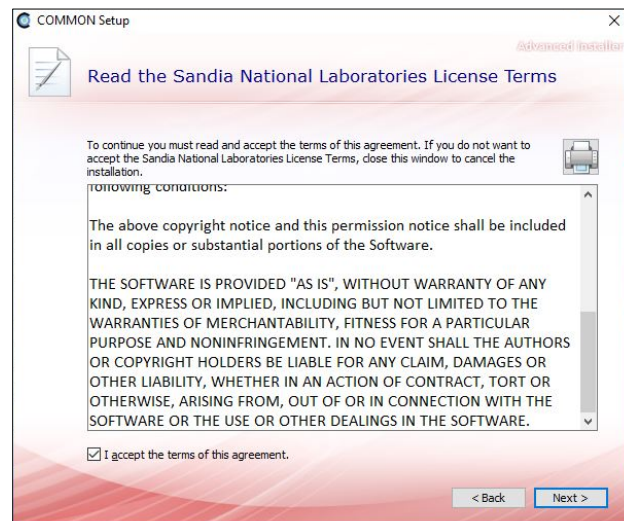 COMMON Setup
Advanced Installer
Read the Sandia National Laboratories License Terms
To continue you must read and accept the terms of this agreement. If you do not want to
accept the Sandia National Laboratories License Terms, close this window to cancel the
installation.
following conditions:
The above copyright notice and this permission notice shall be included
in all copies or substantial portions of the Software.
THE SOFTWARE IS PROVIDED "AS IS", WITHOUT WARRANTY OF ANY
KIND, EXPRESS OR IMPLIED, INCLUDING BUT NOT LIMITED TO THE
WARRANTIES OF MERCHANTABILITY, FITNESS FOR A PARTICULAR
PURPOSE AND NONINFRINGEMENT. IN NO EVENT SHALL THE AUTHORS
OR COPYRIGHT HOLDERS BE LIABLE FOR ANY CLAIM, DAMAGES OR
OTHER LIABILITY, WHETHER IN AN ACTION OF CONTRACT, TORT OR
OTHERWISE, ARISING FROM, OUT OF OR IN CONNECTION WITH THE
SOFTWARE OR THE USE OR OTHER DEALINGS IN THE SOFTWARE.
I accept the terms of this agreement.
< Back
Next >